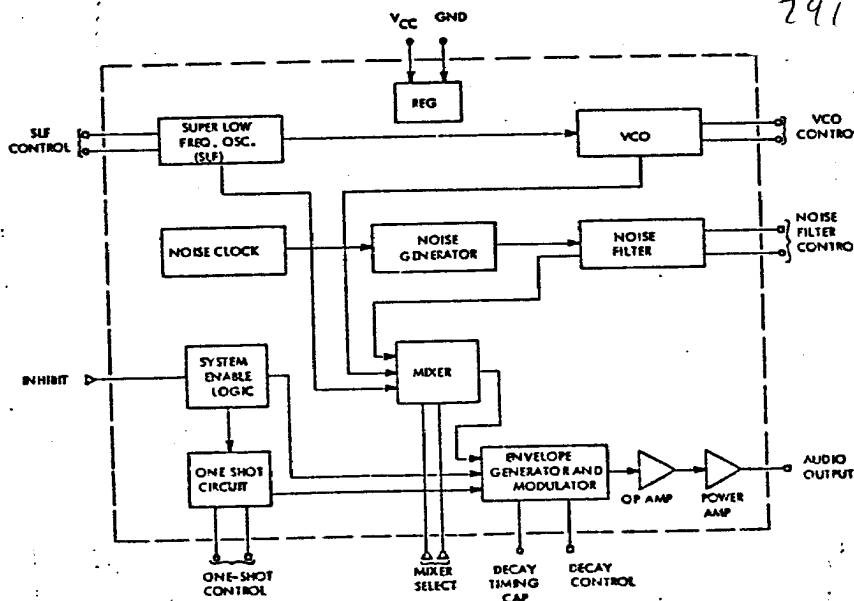 291
VCC GND
REG
SLF
CONTROL
SUPER LOW
FREQ. OSC.
(SLF)
VCO
VCO
CONTROL
NOISE CLOCK
NOISE
GENERATOR
NOISE
FILTER
NOISE
FILTER
CONTROL
INHIBIT
SYSTEM
ENABLE
LOGIC
MIXER
ONE SHOT
CIRCUIT
ENVELOPE
GENERATOR AND
MODULATOR
OP AMP
POWER
AMP
AUDIO
OUTPUT
ONE-SHOT
CONTROL
MIXER
SELECT
DECAY
TIMING
CAP
DECAY
CONTROL